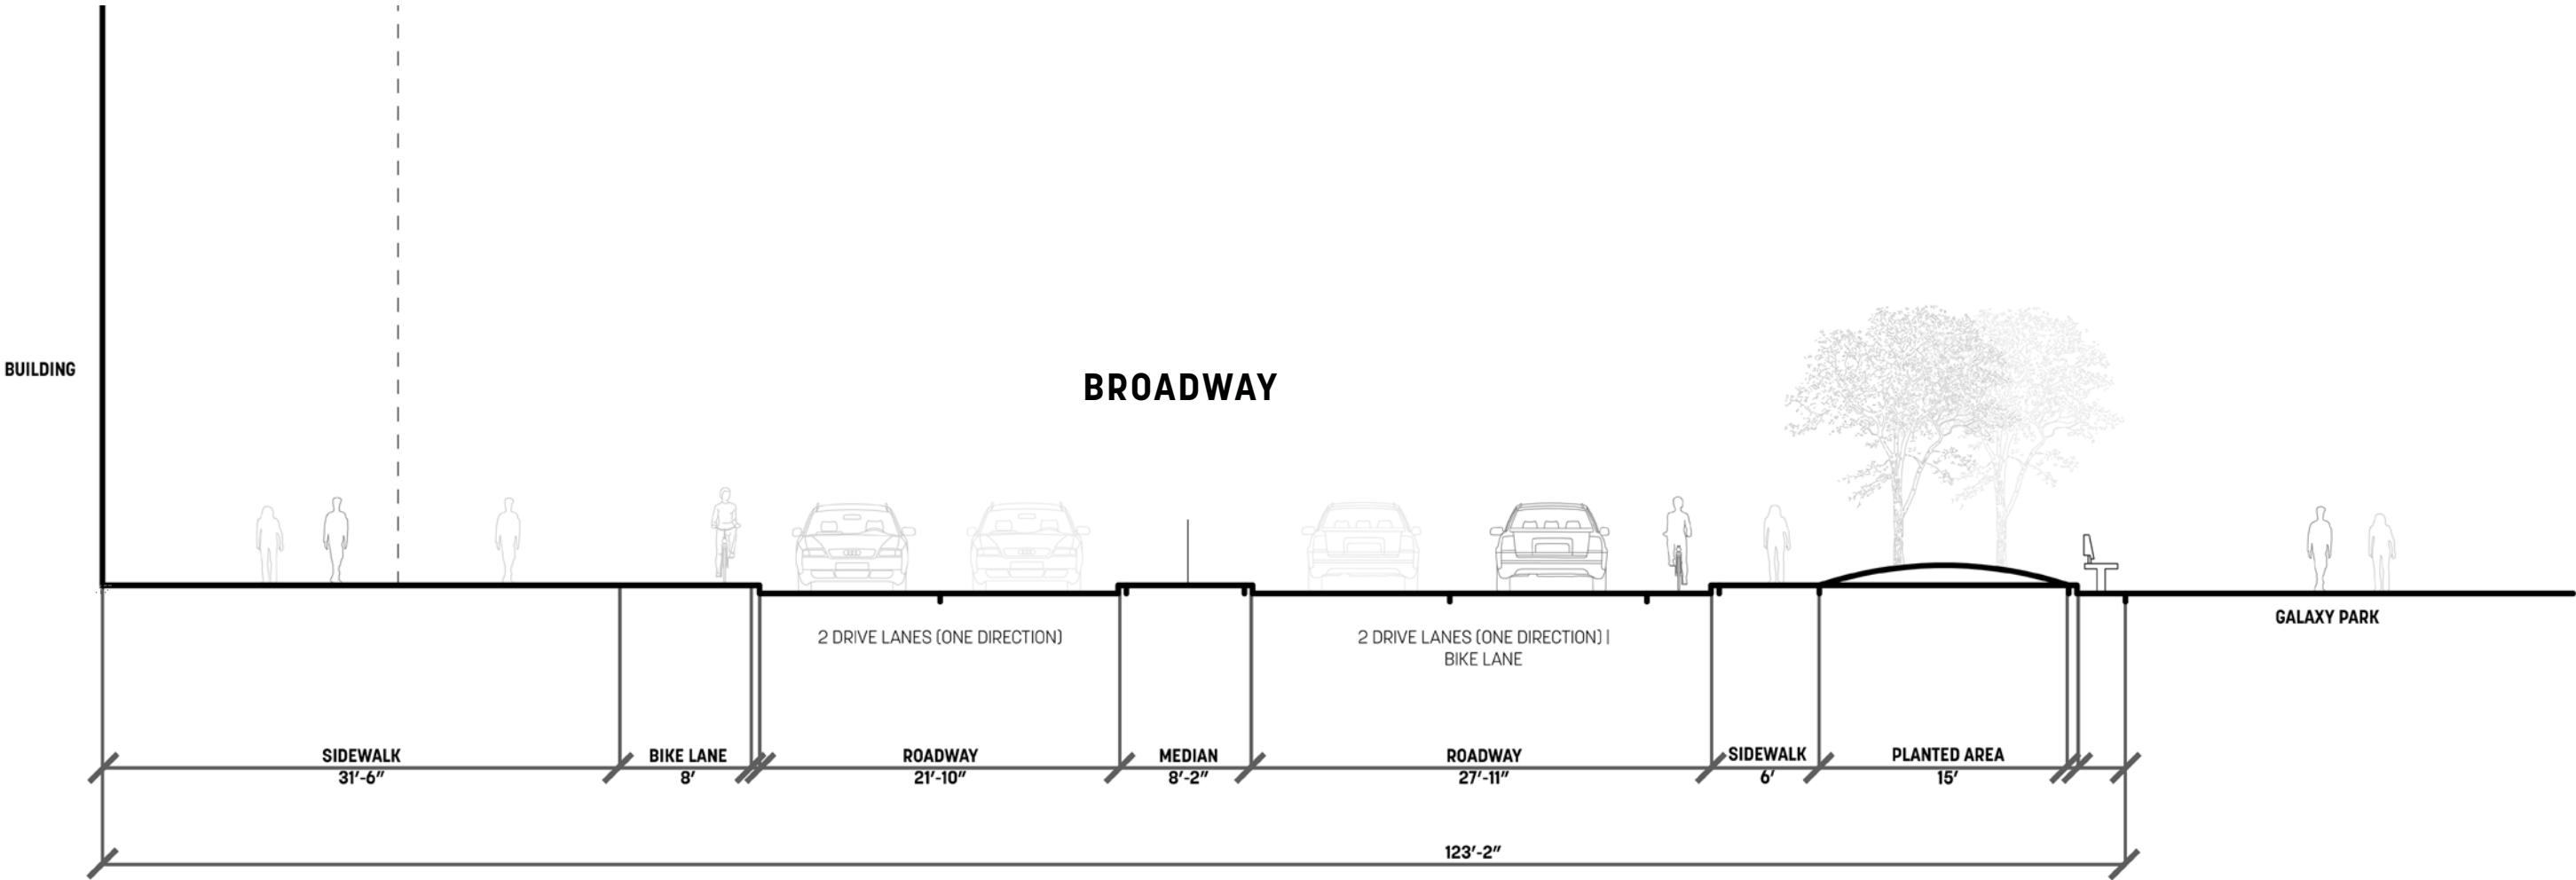 BUILDING
BROADWAY
GALAXY PARK
2 DRIVE LANES (ONE DIRECTION)
2 DRIVE LANES (ONE DIRECTION) |
BIKE LANE
SIDEWALK
31'-6"
BIKE LANE
8'
ROADWAY
21'-10"
MEDIAN
8'-2"
ROADWAY
27'-11"
SIDEWALK
6'
PLANTED AREA
15'
123'-2"